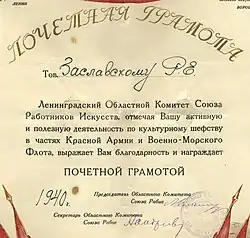 ЛЕНИН
ПОЧЕТНАЯ ГРАМОТА
Тов. Заславскому Р.Е
Ленинградский Областной Комитет Союза
Работников Искусств, отмечая Вашу активную
и полезную деятельность по культурному шефству
в частях Красной Армии и Военно-Морского
Флота, выражает Вам благодарность и награждает
ПОЧЕТНОЙ ГРАМОТОЙ
1940 г.
Председатель Областного Комитета
Союза Рабис
Секретарь Областного Комитета
Союза Рабис